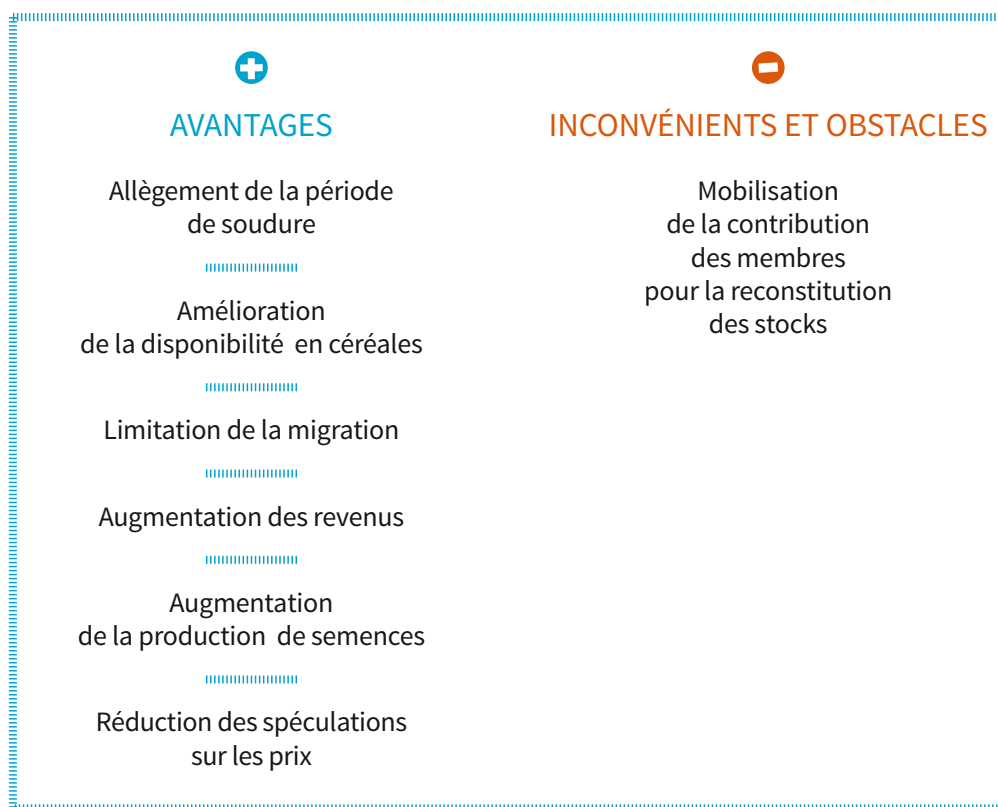 AVANTAGES
Allègement de la période
de soudure
Amélioration
de la disponibilité en céréales
Limitation de la migration
Augmentation des revenus
Augmentation
de la production de semences
Réduction des spéculations
sur les prix
INCONVÉNIENTS ET OBSTACLES
Mobilisation
de la contribution
des membres
pour la reconstitution
des stocks